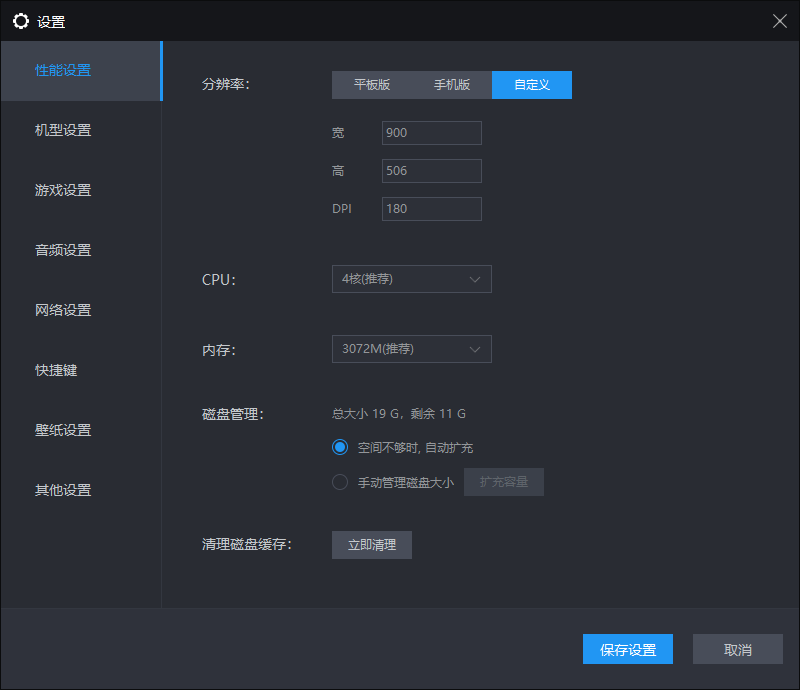 设置
性能设置
机型设置
游戏设置
音频设置
网络设置
快捷键
壁纸设置
其他设置
分辨率：
平板版 手机版 自定义
宽 900
高 506
DPI 180
CPU： 4核(推荐)
内存： 3072M(推荐)
磁盘管理： 总大小 19 G，剩余 11 G
空间不够时, 自动扩充
手动管理磁盘大小 扩充容量
清理磁盘缓存： 立即清理
保存设置 取消